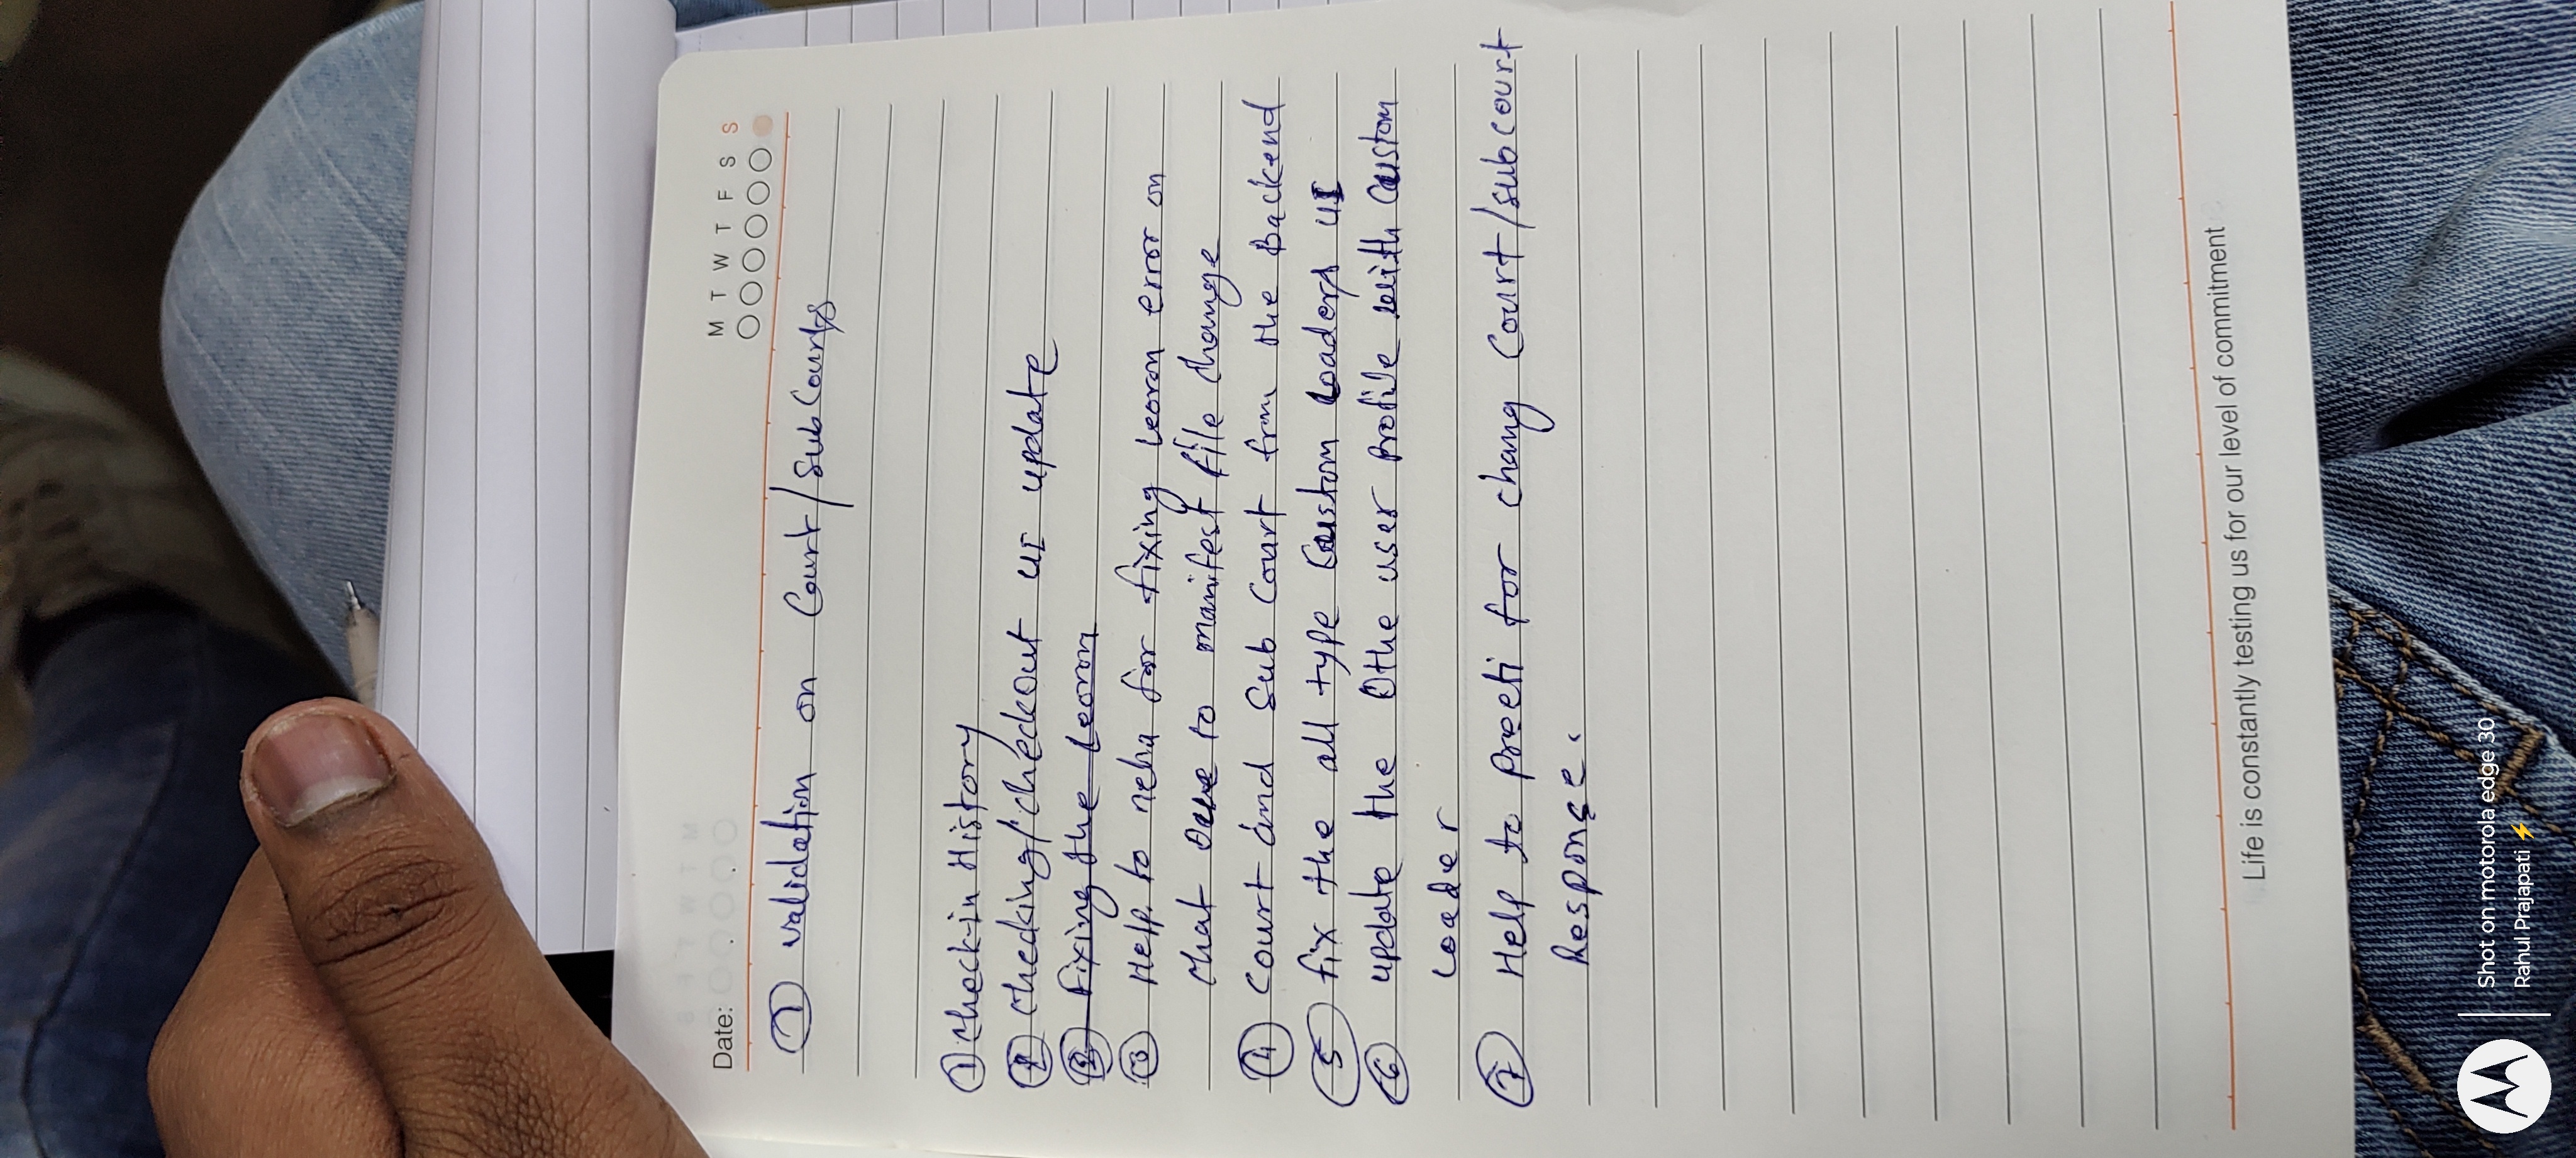 Date:
M T W T F S S
① validation on Court/SubCourts
① Check-in History
② Checking/checkout UI update
② fixing the leoron
③ Help to neha for fixing leoron error on
chat Due to manifest file change
④ Court and Sub Court from the Backend
⑤ fix the all type Custom Loaders UI
⑥ update the Othe user Profile with Custom
Loader
⑦ Help to preeti for chang Court/subcourt
Response.
Life is constantly testing us for our level of commitment
Shot on motorola edge 30
Rahul Prajapati ⚡